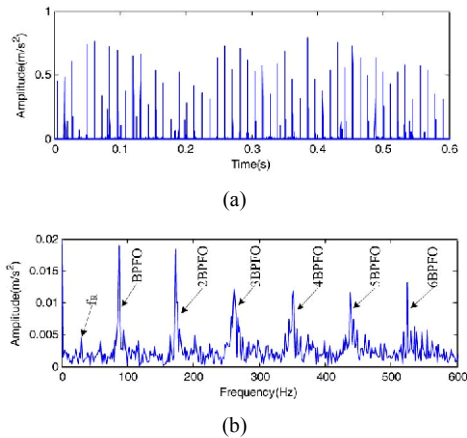 1
0.5
0
Amplitude(m/s²)
0 0.1 0.2 0.3 0.4 0.5 0.6
Time(s)
(a)
0.02
0.015
0.01
0.005
0
Amplitude(m/s²)
fR
BPFO
2BPFO
3BPFO
4BPFO
5BPFO
6BPFO
0 100 200 300 400 500 600
Frequency(Hz)
(b)